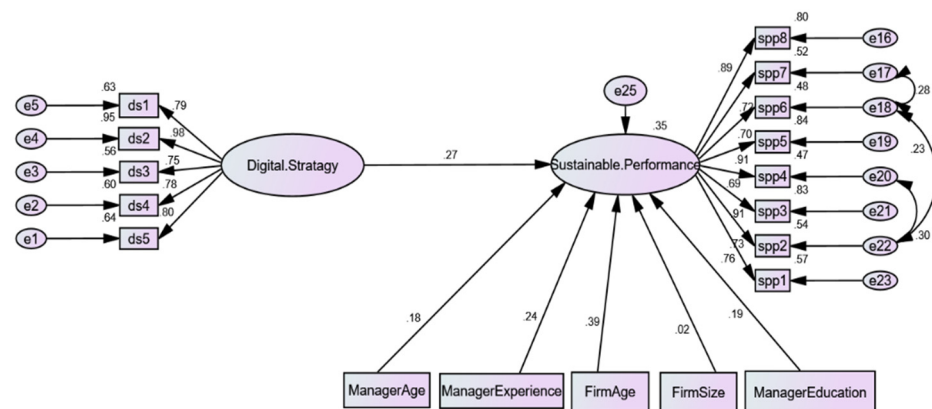 .80
spp8
e16
.52
.89
spp7
e17
.63
e25
.48
28
e5
ds1
.79
.72
spp6
e18
.95
.35
.84
e4
ds2
.98
.70
spp5
e19
.23
.56
.47
e3
ds3
.75
Digital.Stratagy
.27
Sustainable.Performance
.91
spp4
e20
.60
.78
.69
.83
e2
ds4
spp3
e21
.64
.80
.91
.54
e1
ds5
.73
spp2
e22
.30
.76
.57
spp1
e23
.18
.24
.39
.02
.19
ManagerAge
ManagerExperience
FirmAge
FirmSize
ManagerEducation